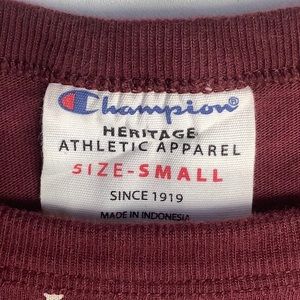 Champion®
HERITAGE
ATHLETIC APPAREL
SIZE-SMALL
SINCE 1919
MADE IN INDONESIA